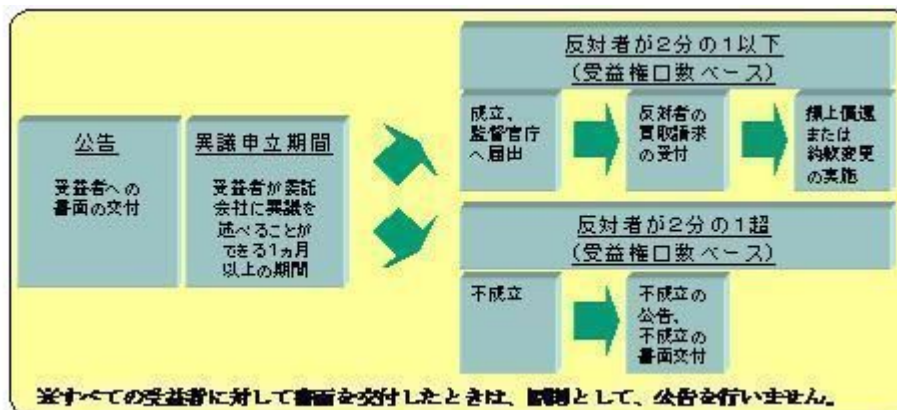 反対者が2分の1以下
(受益権口数ベース)
公告
受益者への
書面の交付
異議申立期間
受益者が委託
会社に異議を
述べることが
できる1ヵ月
以上の期間
成立、
監督官庁
へ届出
反対者の
買取請求
の受付
繰上償還
または
約款変更
の実施
反対者が2分の1超
(受益権口数ベース)
不成立
不成立の
公告、
不成立の
書面交付
※すべての受益者に対して書面を交付したときは、原則として、公告を行いません。